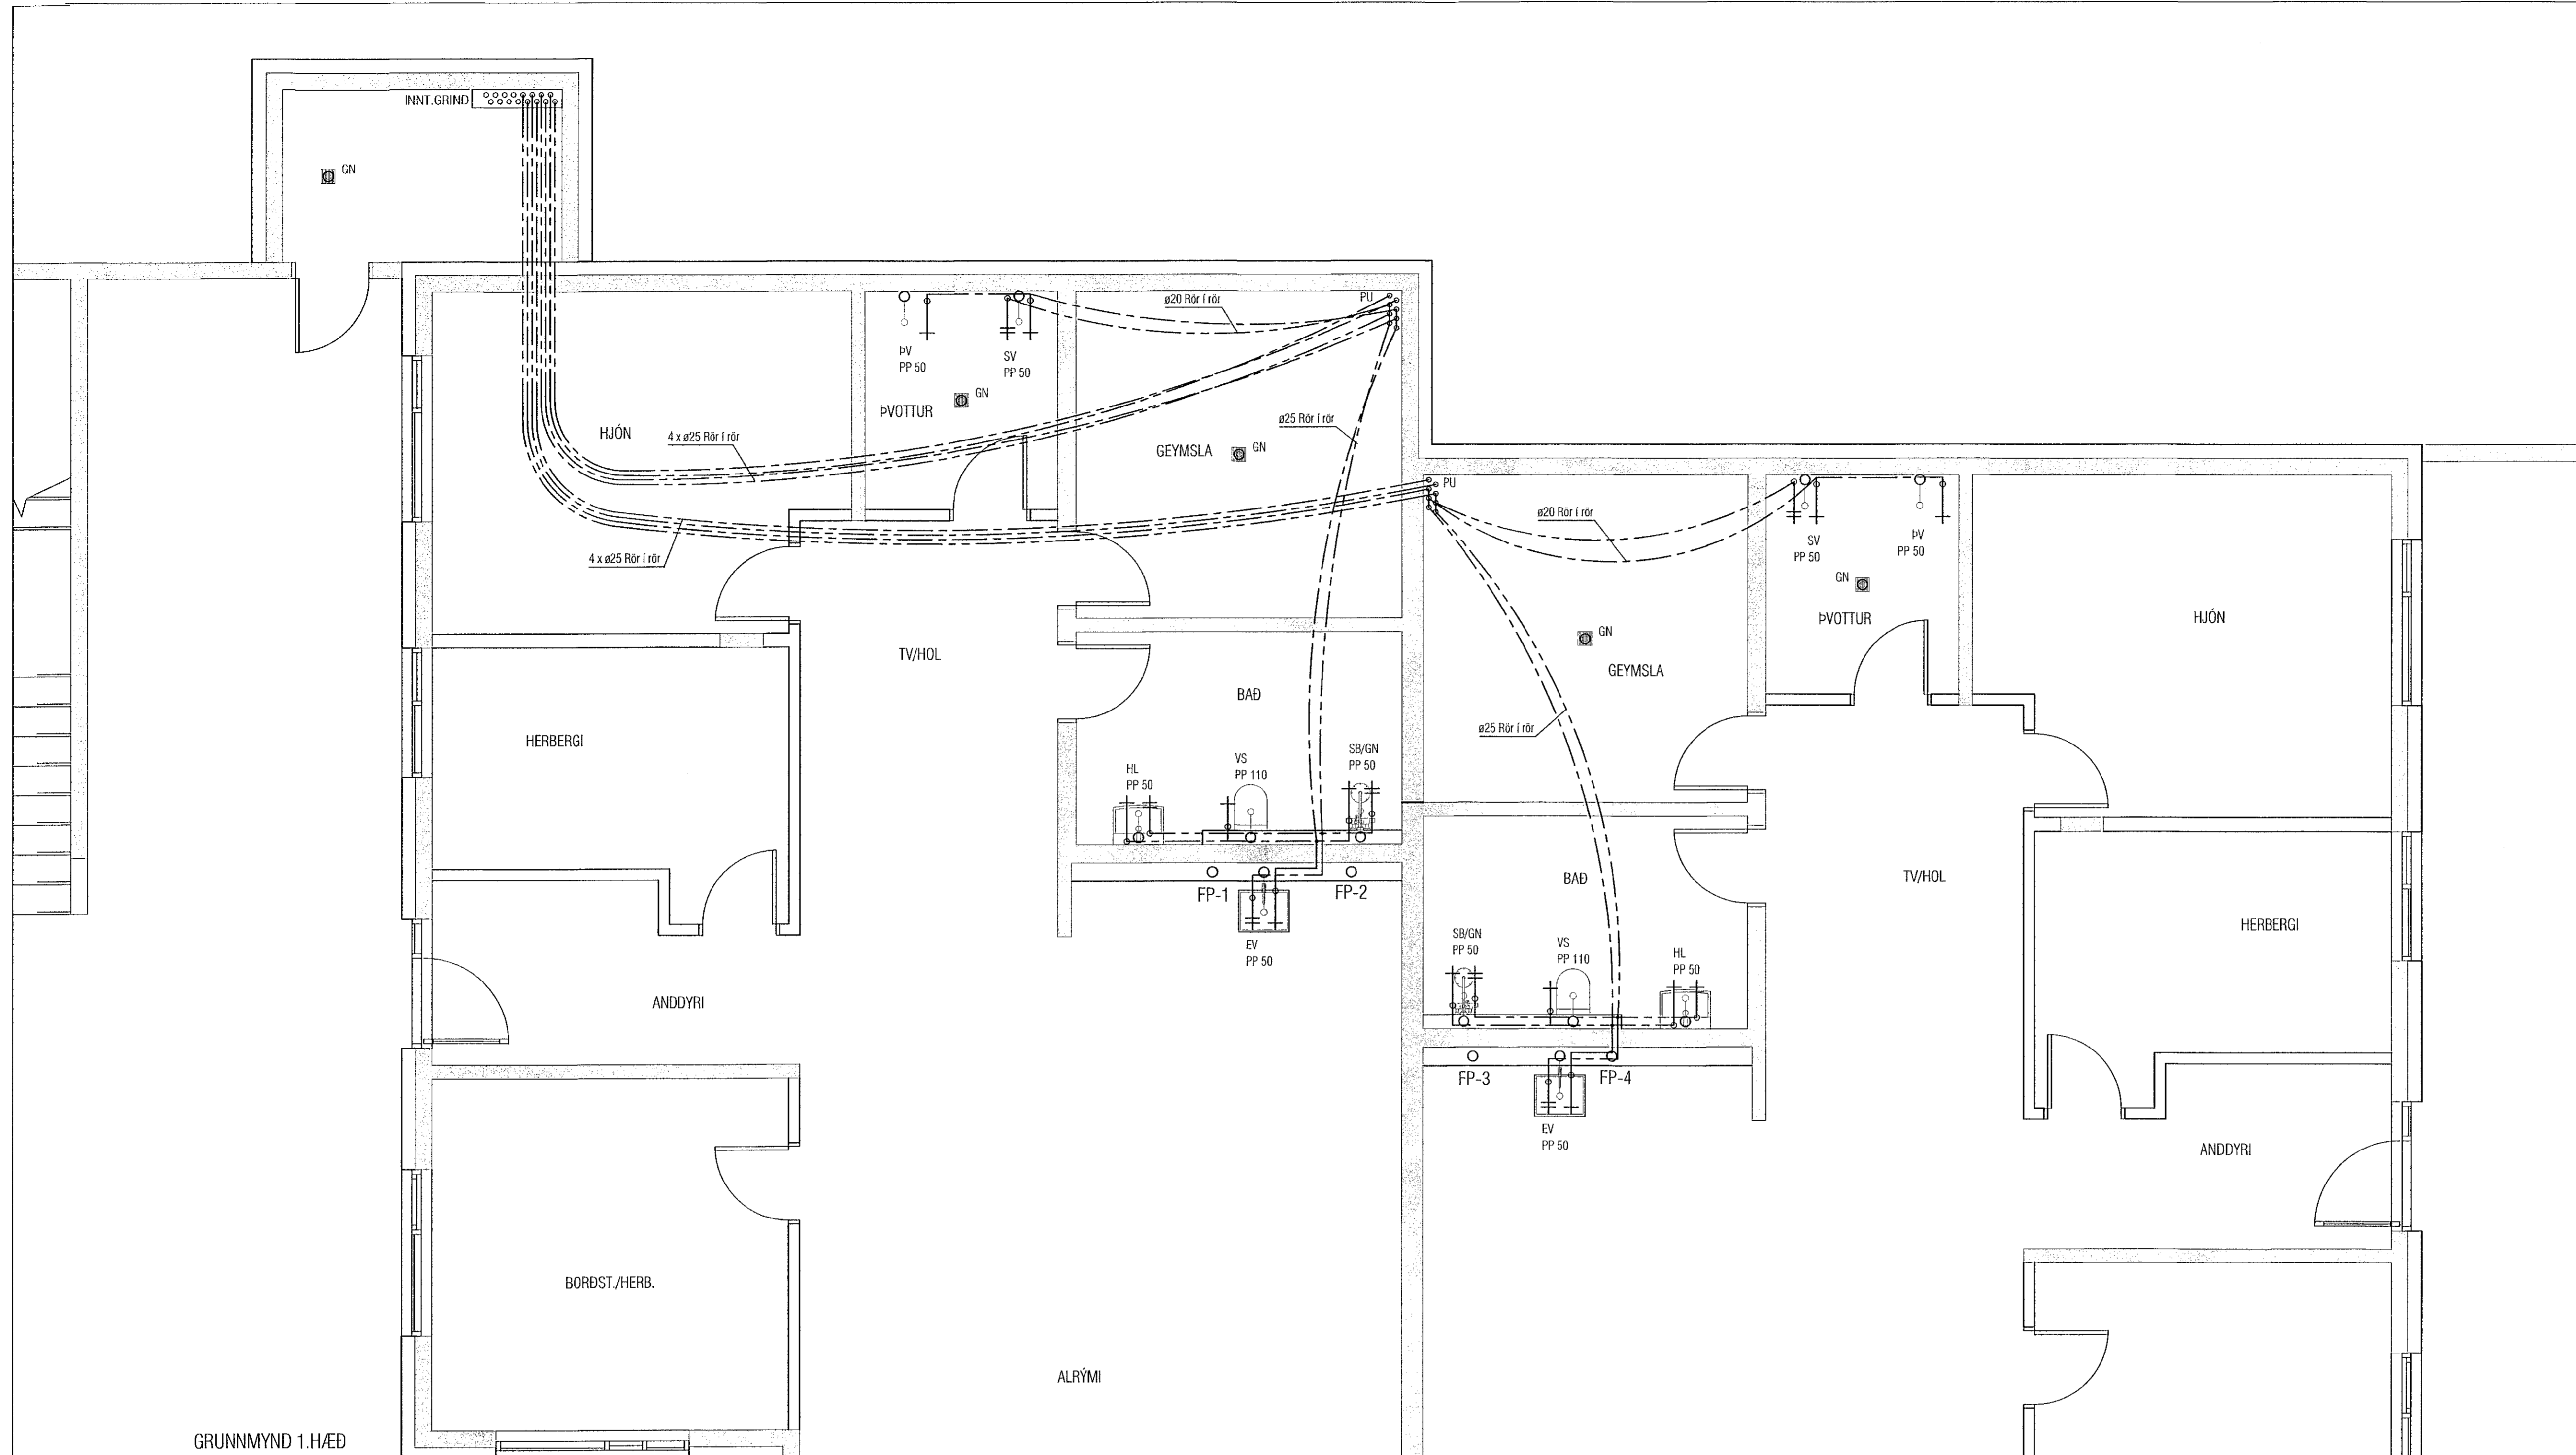 INNT.GRIND
GN
PU
ø20 Rör í rör
ÞV
PP 50
SV
PP 50
GN
ÞVOTTUR
HJÓN
4 x ø25 Rör í rör
ø25 Rör í rör
GEYMSLA
GN
PU
ø20 Rör í rör
SV
PP 50
ÞV
PP 50
GN
ÞVOTTUR
HJÓN
4 x ø25 Rör í rör
GN
GEYMSLA
TV/HOL
BAÐ
HERBERGI
ø25 Rör í rör
HL
PP 50
VS
PP 110
SB/GN
PP 50
FP-1
FP-2
EV
PP 50
BAÐ
TV/HOL
HERBERGI
SB/GN
PP 50
VS
PP 110
HL
PP 50
ANDDYRI
FP-3
FP-4
EV
PP 50
ANDDYRI
BORÐST./HERB.
ALRÝMI
GRUNNMYND 1.HÆÐ